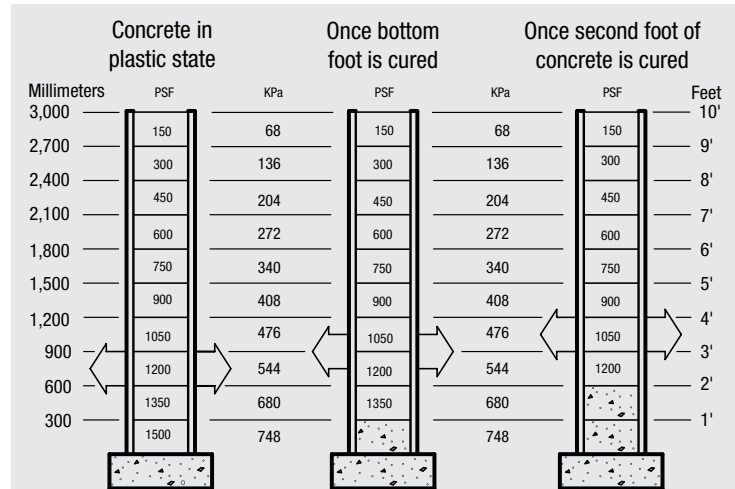 Concrete in
plastic state
Once bottom
foot is cured
Once second foot of
concrete is cured
Millimeters PSF KPa PSF KPa PSF Feet
3,000 10'
150 68 150 68 150
2,700 9'
300 136 300 136 300
2,400 8'
450 204 450 204 450
2,100 7'
600 272 600 272 600
1,800 6'
750 340 750 340 750
1,500 5'
900 408 900 408 900
1,200 4'
1050 476 1050 476 1050
900 3'
1200 544 1200 544 1200
600 2'
1350 680 1350 680
300 1'
1500 748 748